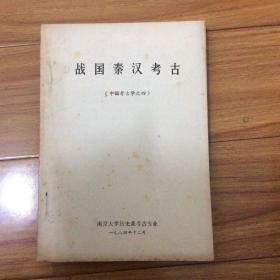 战国秦汉考古
（中国考古学之四）
南京大学历史系考古专业
一九八四年十二月